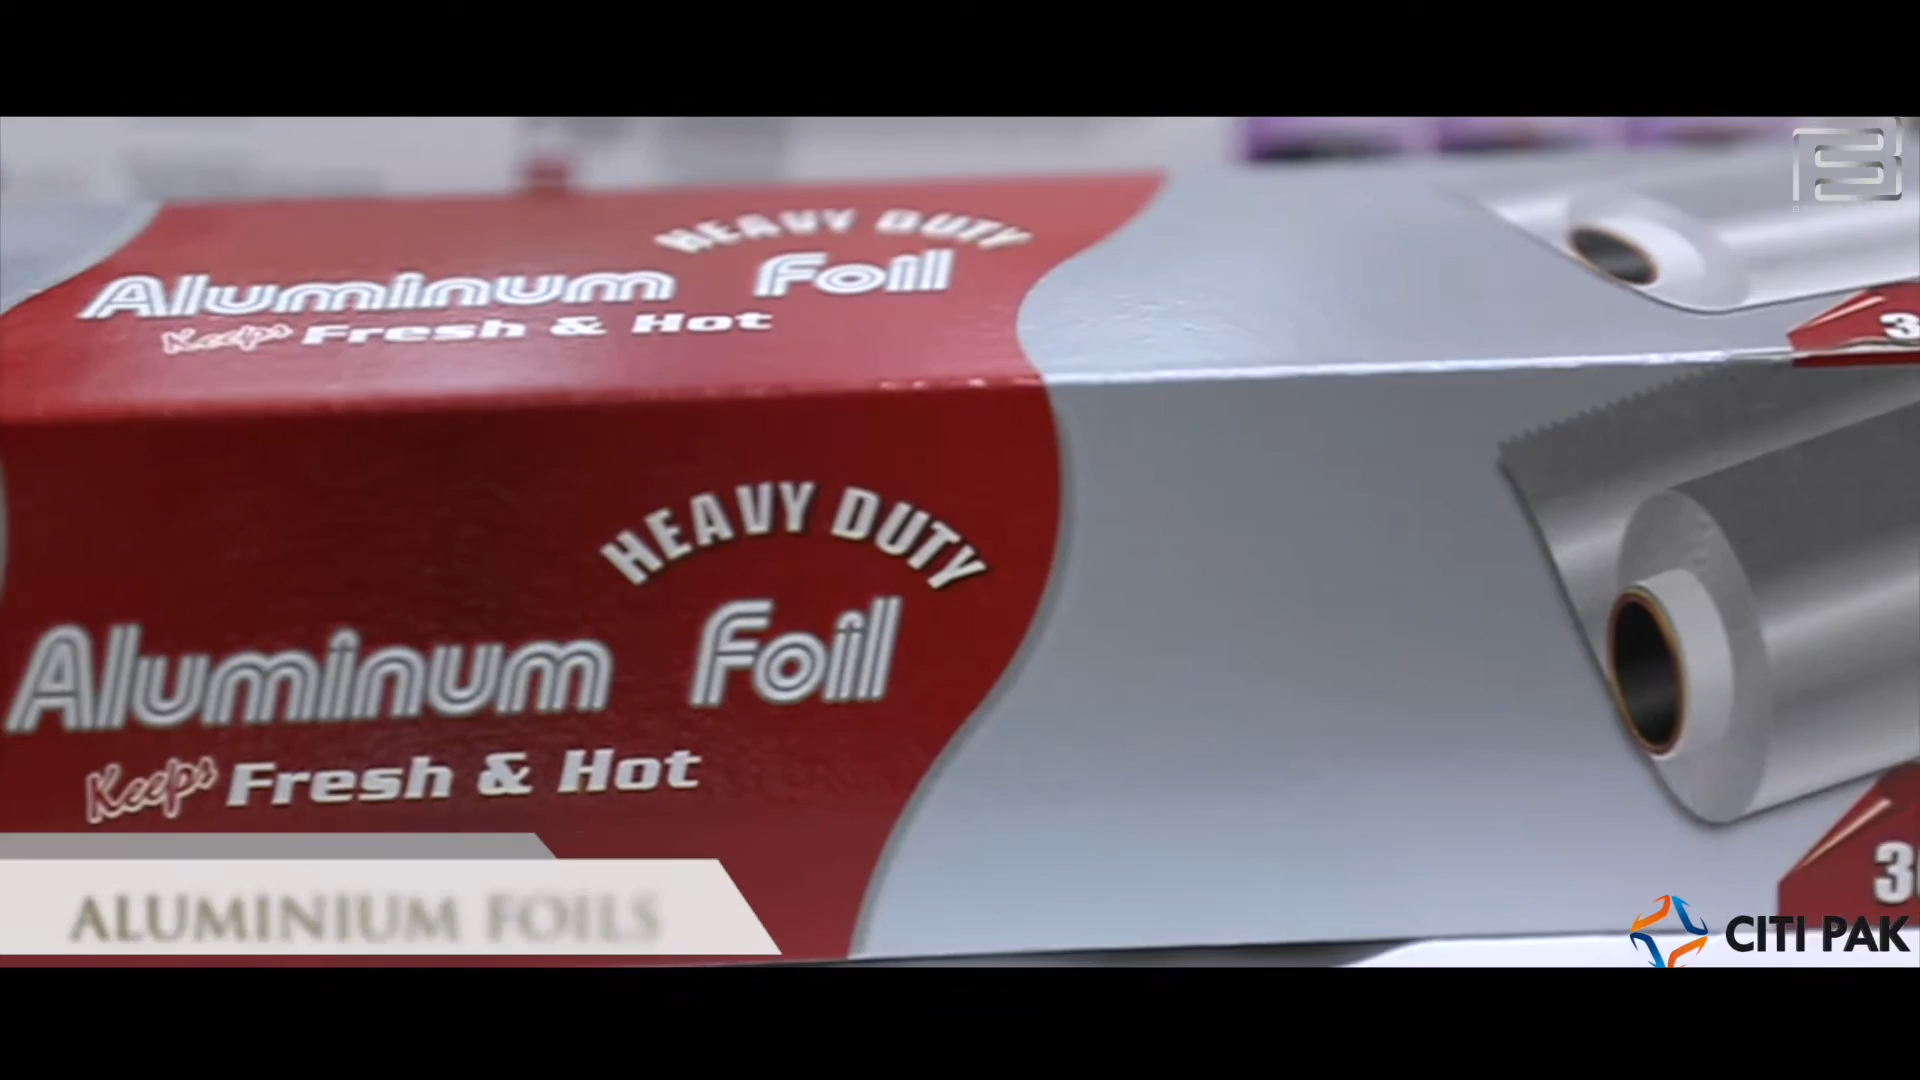 HEAVY DUTY
Aluminum Foil
Keeps Fresh & Hot
HEAVY DUTY
Aluminum Foil
Keeps Fresh & Hot
ALUMINIUM FOILS
CITI PAK